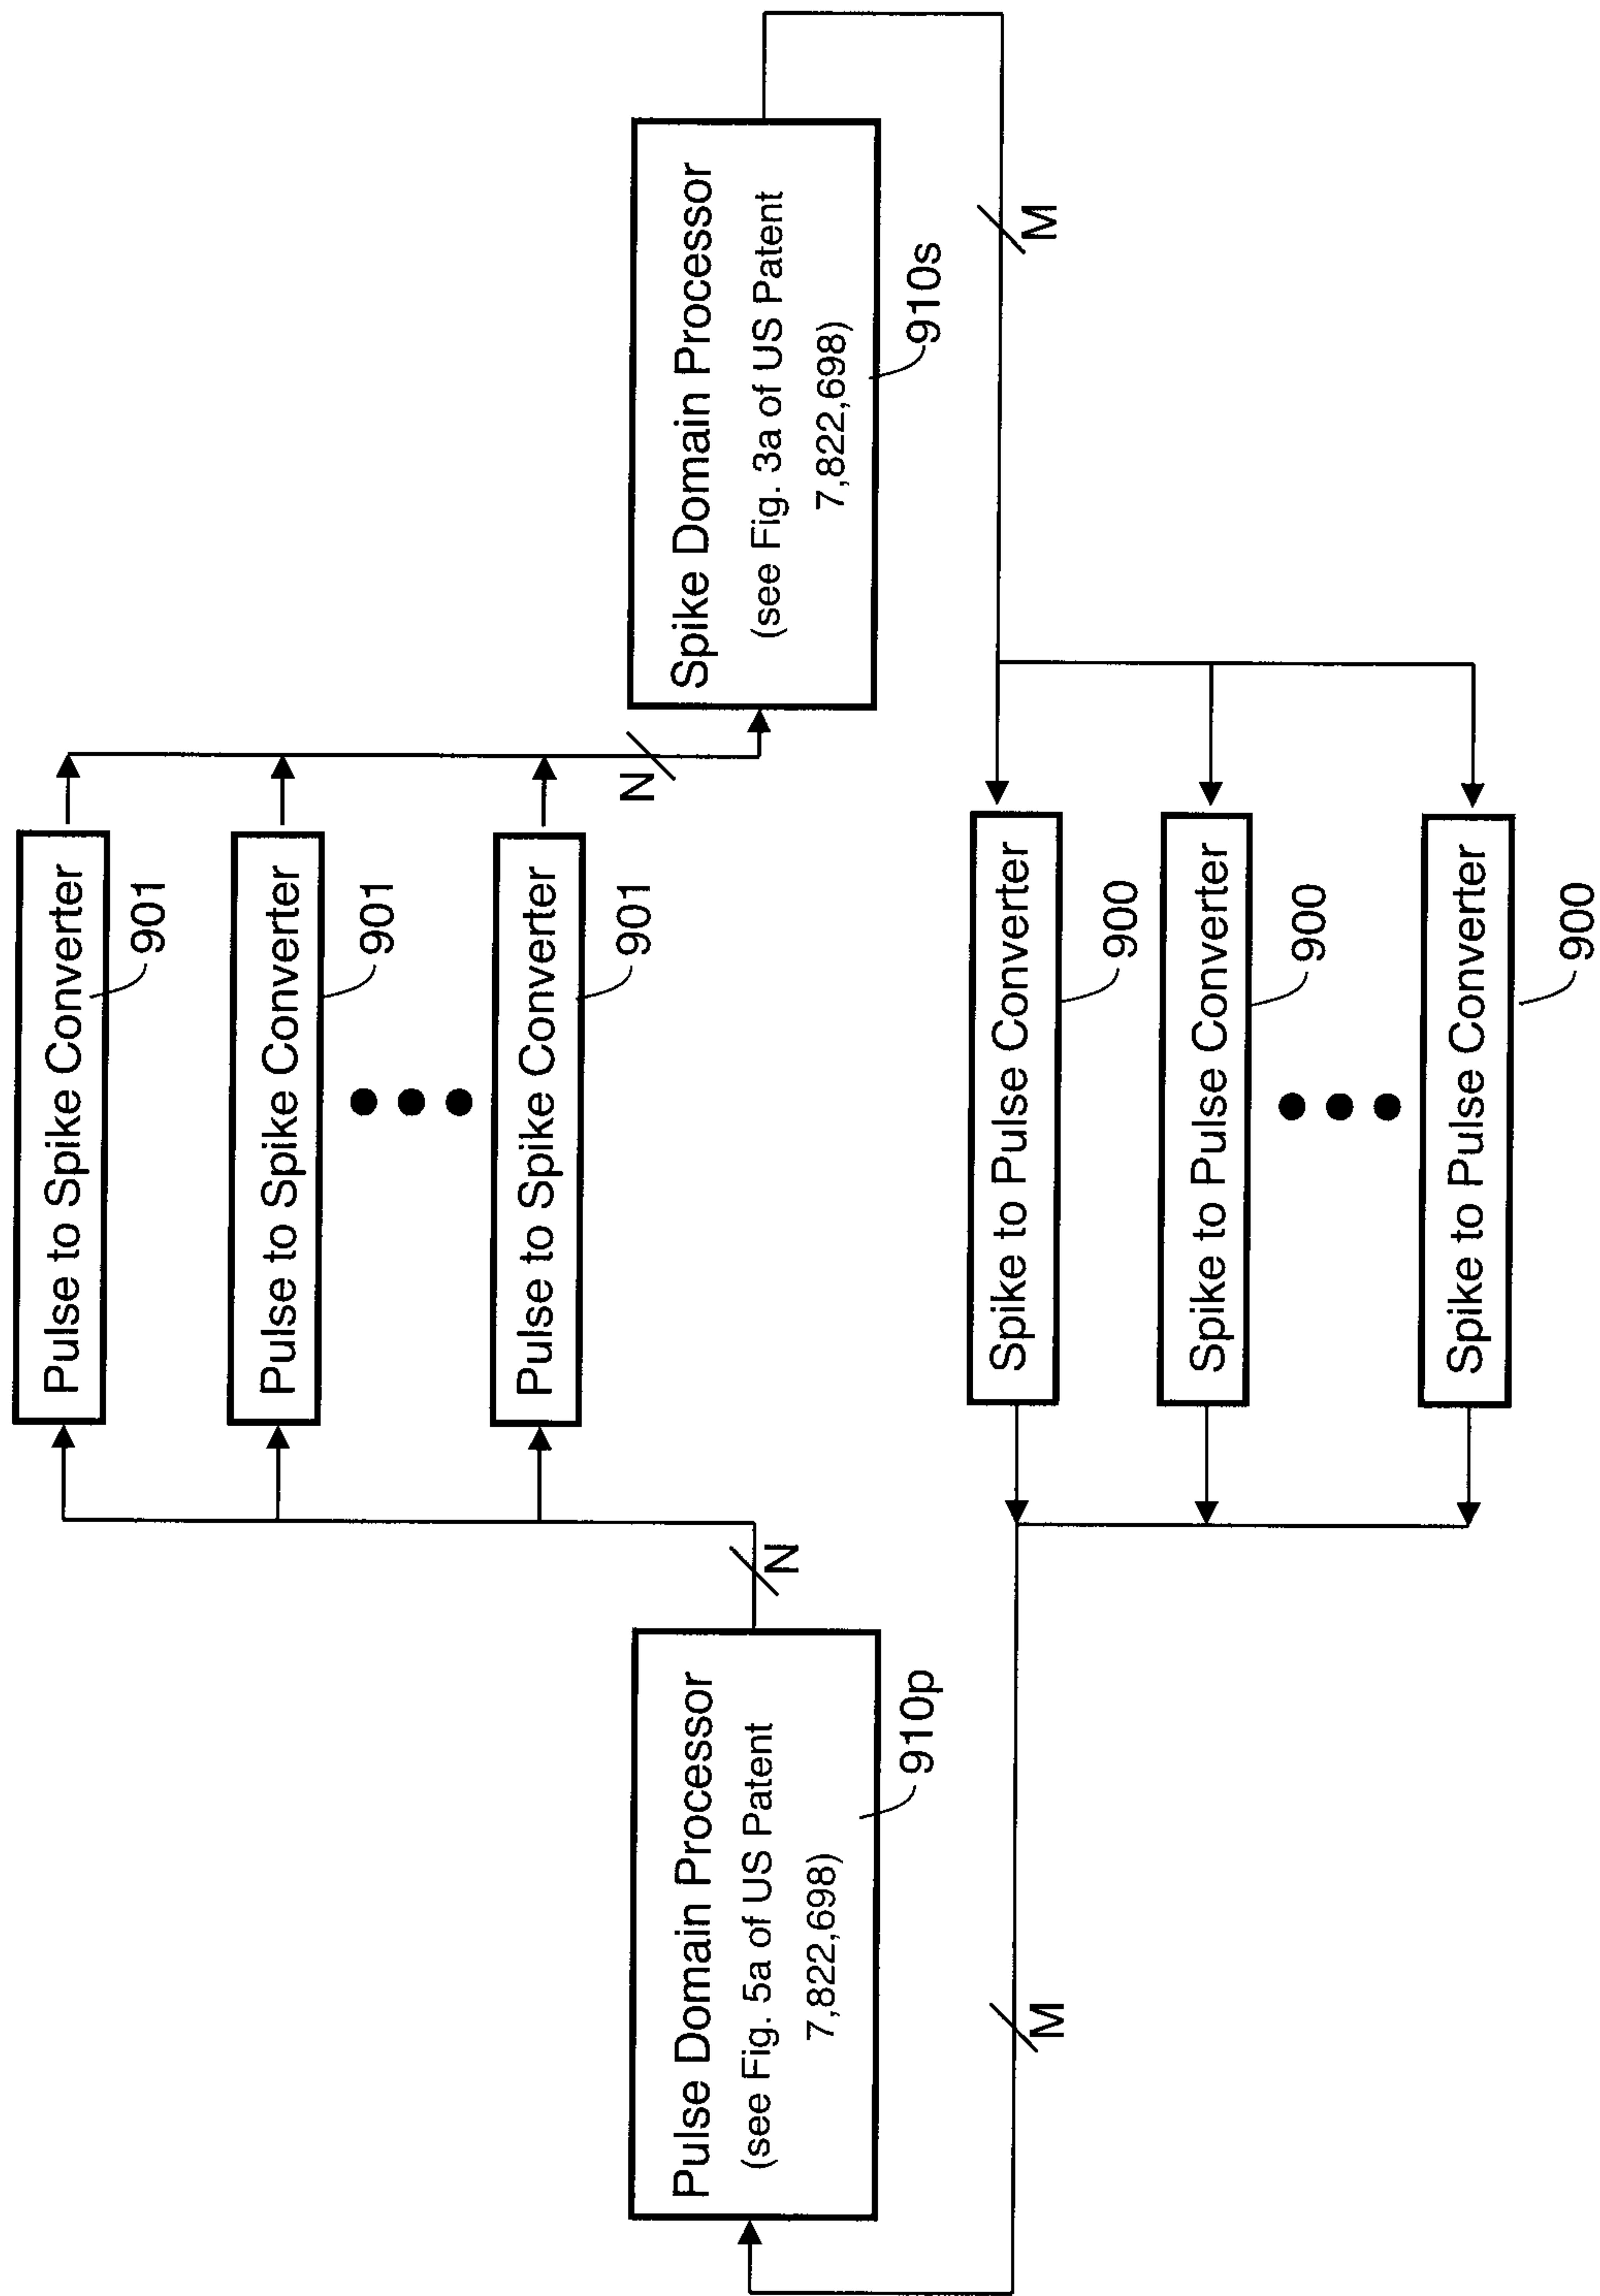 Pulse to Spike Converter
901
Pulse to Spike Converter
901
Pulse to Spike Converter
901
N
N
Pulse Domain Processor
(see Fig. 5a of US Patent
7,822,698)
910p
Spike Domain Processor
(see Fig. 3a of US Patent
7,822,698)
910s
M
M
Spike to Pulse Converter
900
Spike to Pulse Converter
900
Spike to Pulse Converter
900